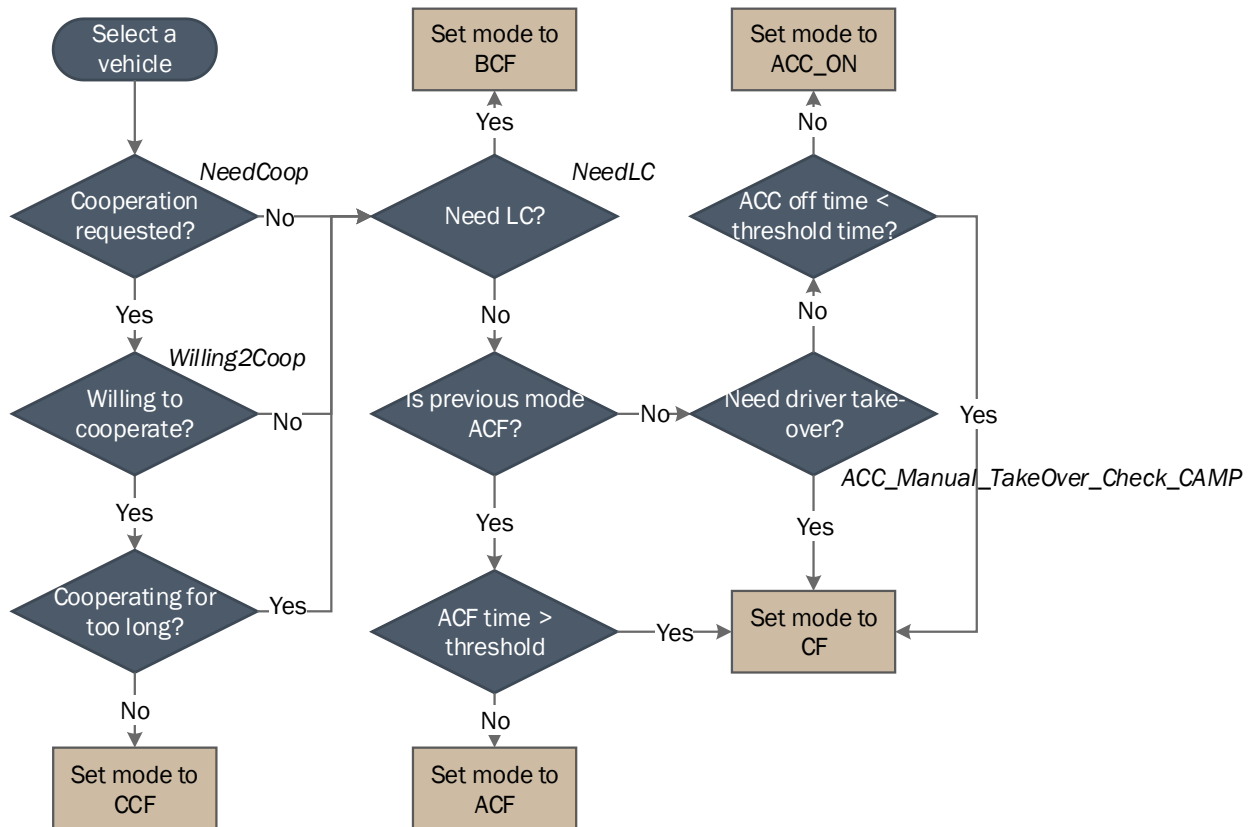 Select a
vehicle
Set mode to
BCF
Set mode to
ACC_ON
Yes
No
NeedCoop
NeedLC
Cooperation
requested?
No
Need LC?
ACC off time <
threshold time?
Yes
No
No
Willing2Coop
Willing to
cooperate?
No
Is previous mode
ACF?
No
Need driver take-
over?
Yes
ACC_Manual_TakeOver_Check_CAMP
Yes
Yes
Yes
Cooperating for
too long?
Yes
ACF time >
threshold
Yes
Set mode to
CF
No
No
Set mode to
CCF
Set mode to
ACF